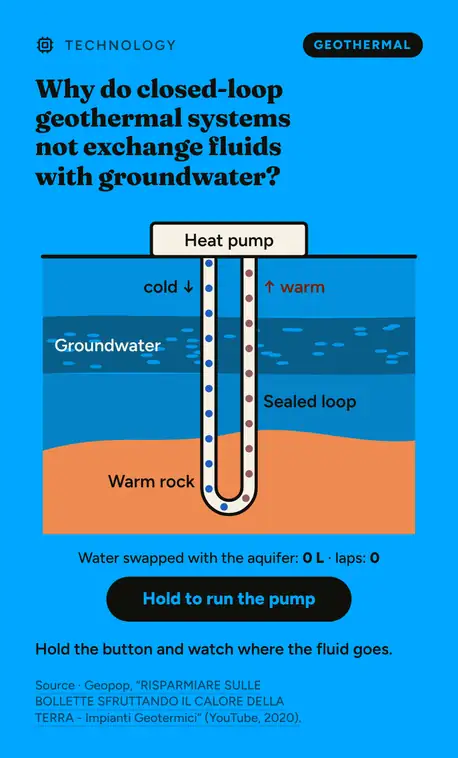 TECHNOLOGY
GEOTHERMAL
Why do closed-loop
geothermal systems
not exchange fluids
with groundwater?
Heat pump
cold ↓
↑ warm
Groundwater
Sealed loop
Warm rock
Water swapped with the aquifer: 0 L · laps: 0
Hold to run the pump
Hold the button and watch where the fluid goes.
Source · Geopop, “RISPARMIARE SULLE
BOLLETTE SFRUTTANDO IL CALORE DELLA
TERRA - Impianti Geotermici” (YouTube, 2020).